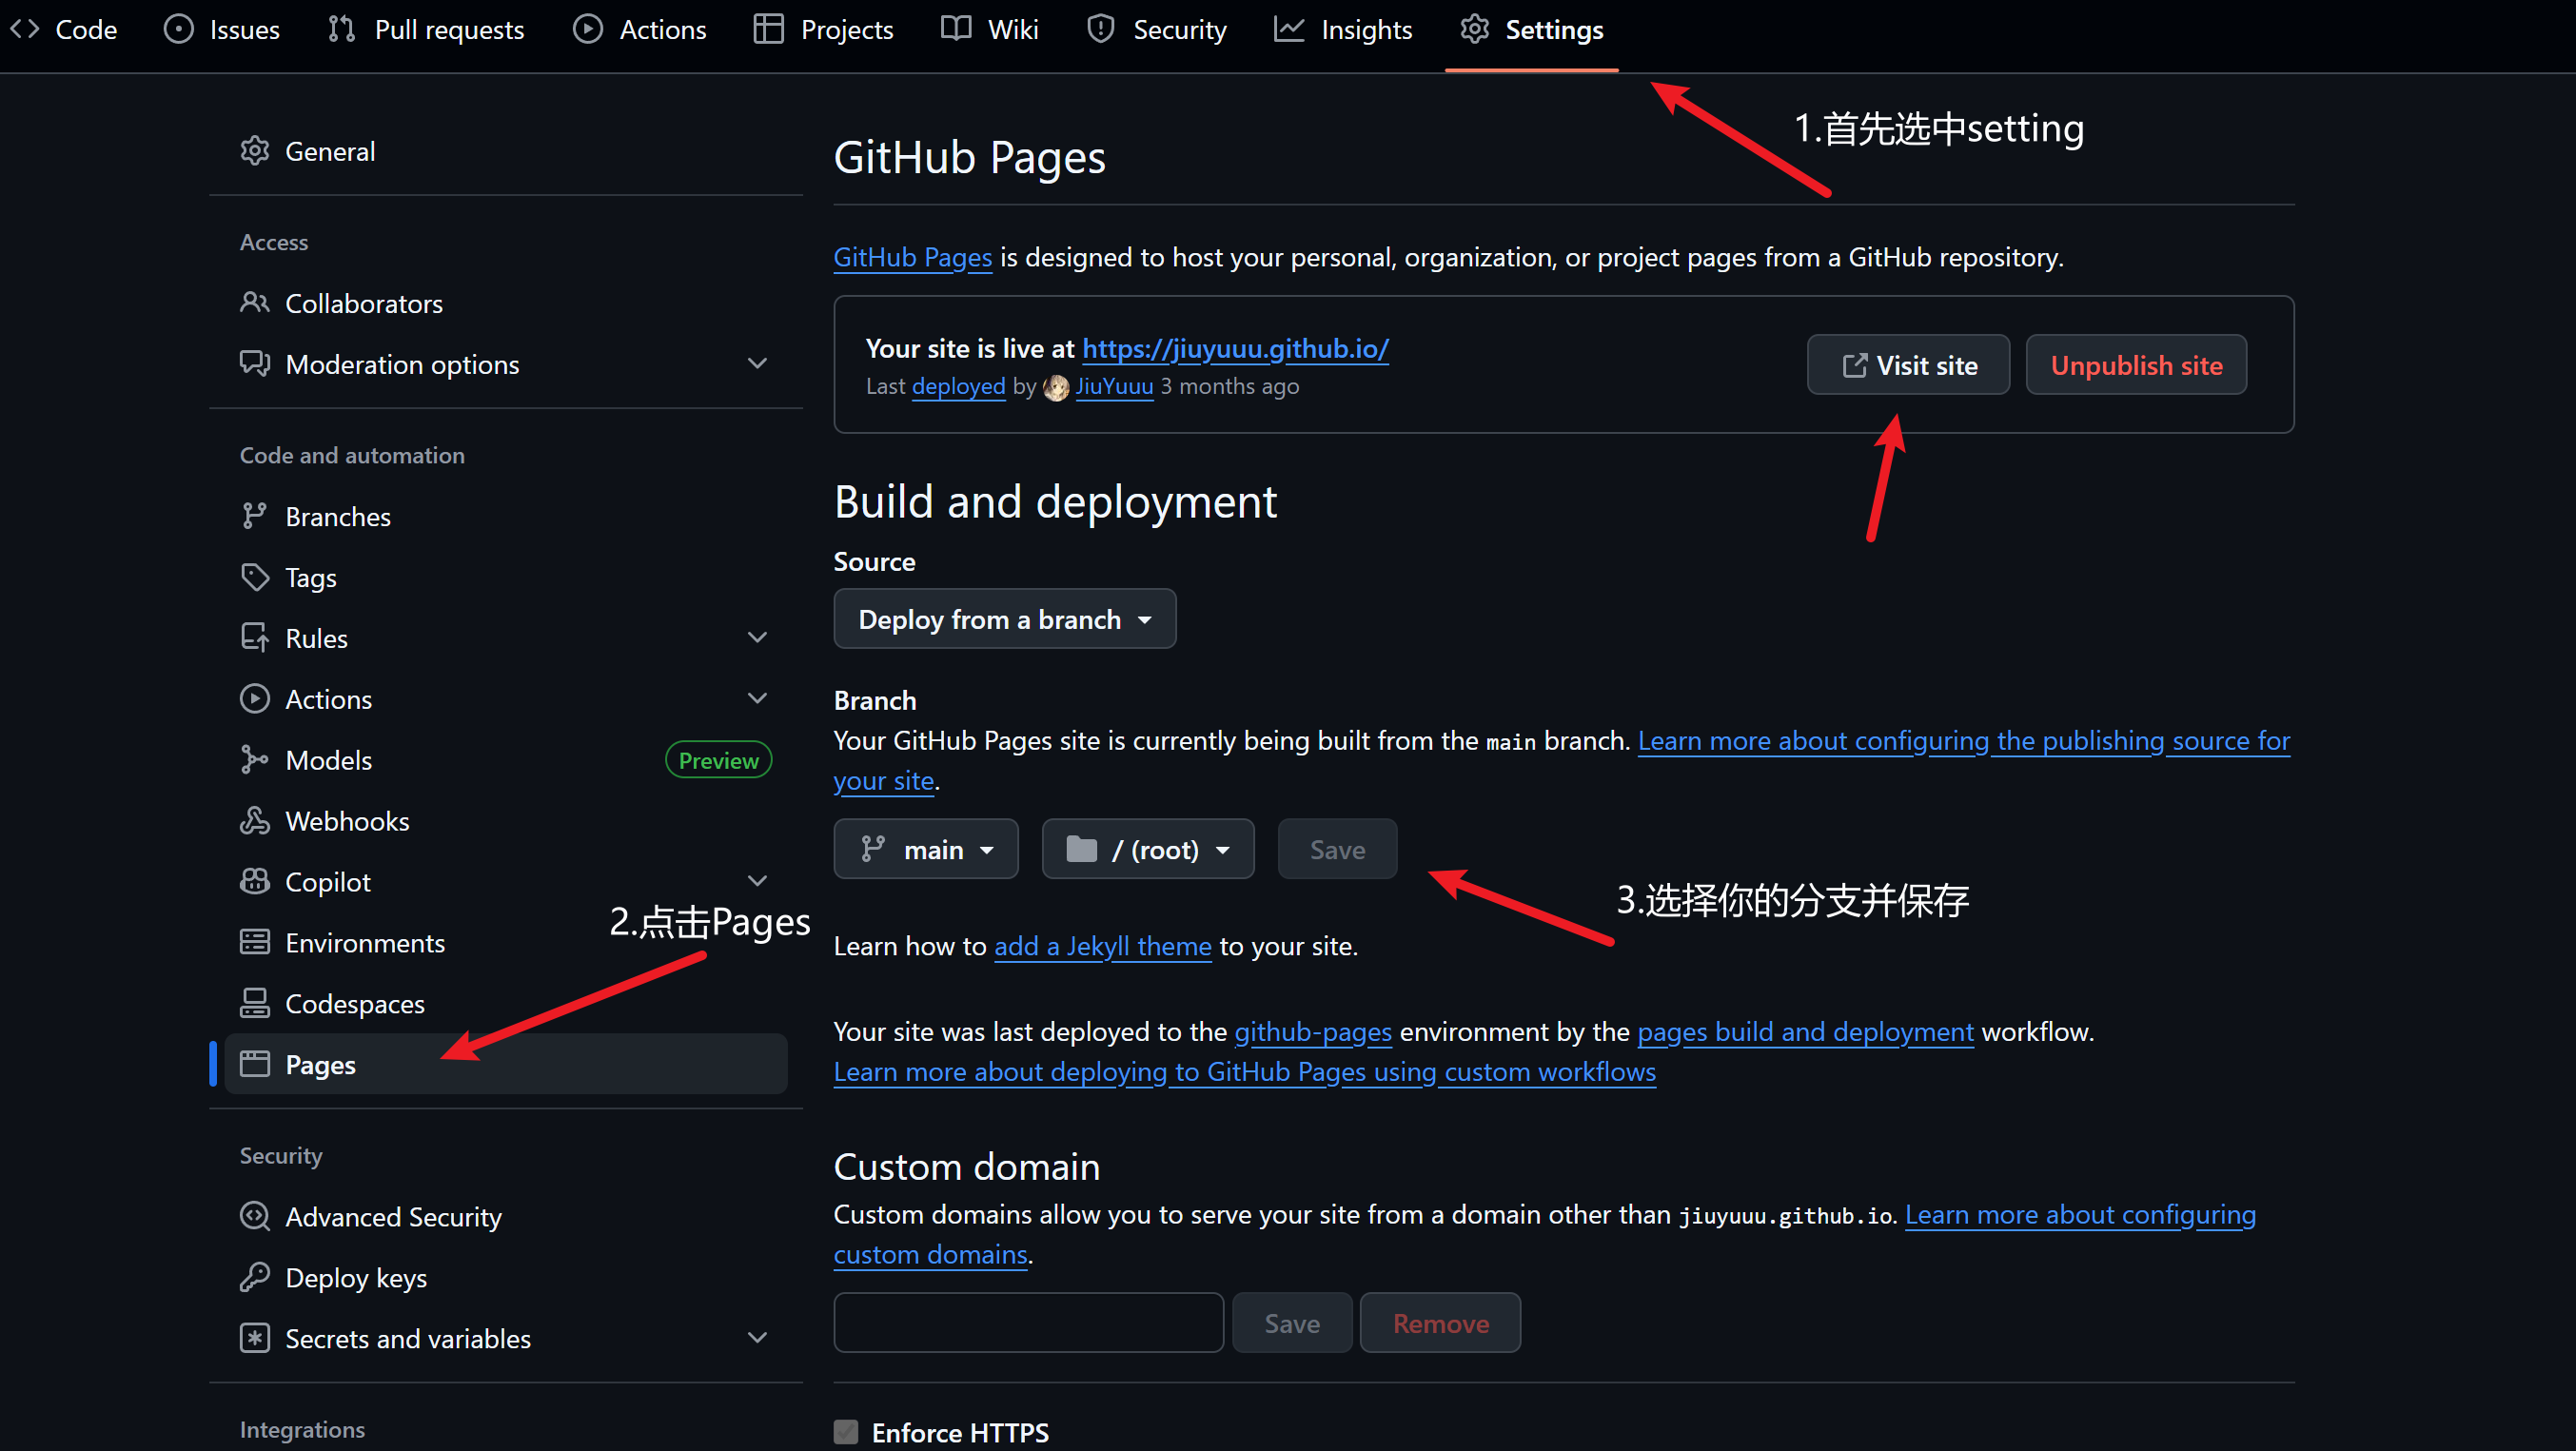 Code Issues Pull requests Actions Projects Wiki Security Insights Settings
1.首先选中setting
General
Access
Collaborators
Moderation options
Code and automation
Branches
Tags
Rules
Actions
Models Preview
Webhooks
Copilot
2.点击Pages
Environments
Codespaces
Pages
Security
Advanced Security
Deploy keys
Secrets and variables
Integrations
GitHub Pages
GitHub Pages is designed to host your personal, organization, or project pages from a GitHub repository.
Your site is live at https://jiuyuuu.github.io/
Last deployed by JiuYuuu 3 months ago
Visit site Unpublish site
Build and deployment
Source
Deploy from a branch
Branch
Your GitHub Pages site is currently being built from the main branch. Learn more about configuring the publishing source for
your site.
main / (root) Save
3.选择你的分支并保存
Learn how to add a Jekyll theme to your site.
Your site was last deployed to the github-pages environment by the pages build and deployment workflow.
Learn more about deploying to GitHub Pages using custom workflows
Custom domain
Custom domains allow you to serve your site from a domain other than jiuyuuu.github.io. Learn more about configuring
custom domains.
Save Remove
Enforce HTTPS